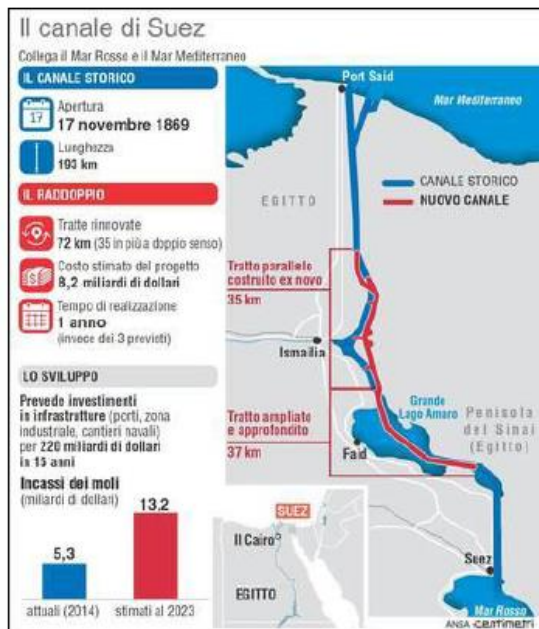 Il canale di Suez
Collega il Mar Rosso e il Mar Mediterraneo
IL CANALE STORICO
17
Apertura
17 novembre 1869
Lunghezza
193 km
IL RADDOPPIO
Tratte rinnovate
72 km (35 in più a doppio senso)
Costo stimato del progetto
8,2 miliardi di dollari
Tempo di realizzazione
1 anno
(invece dei 3 previsti)
LO SVILUPPO
Prevede investimenti
in infrastrutture (porti, zona
industriale, cantieri navali)
per 220 miliardi di dollari
in 15 anni
Incassi dei moli
(miliardi di dollari)
13,2
5,3
attuali (2014)
stimati al 2023
Port Said
Mar Mediterraneo
EGITTO
CANALE STORICO
NUOVO CANALE
Tratto parallelo
costruito ex novo
35 km
Ismailia
Tratto ampliato
e approfondito
37 km
Grande
Lago Amaro
Penisola
del Sinai
(Egitto)
Faid
Suez
Mar Rosso
SUEZ
Il Cairo
EGITTO
ANSA centimetri